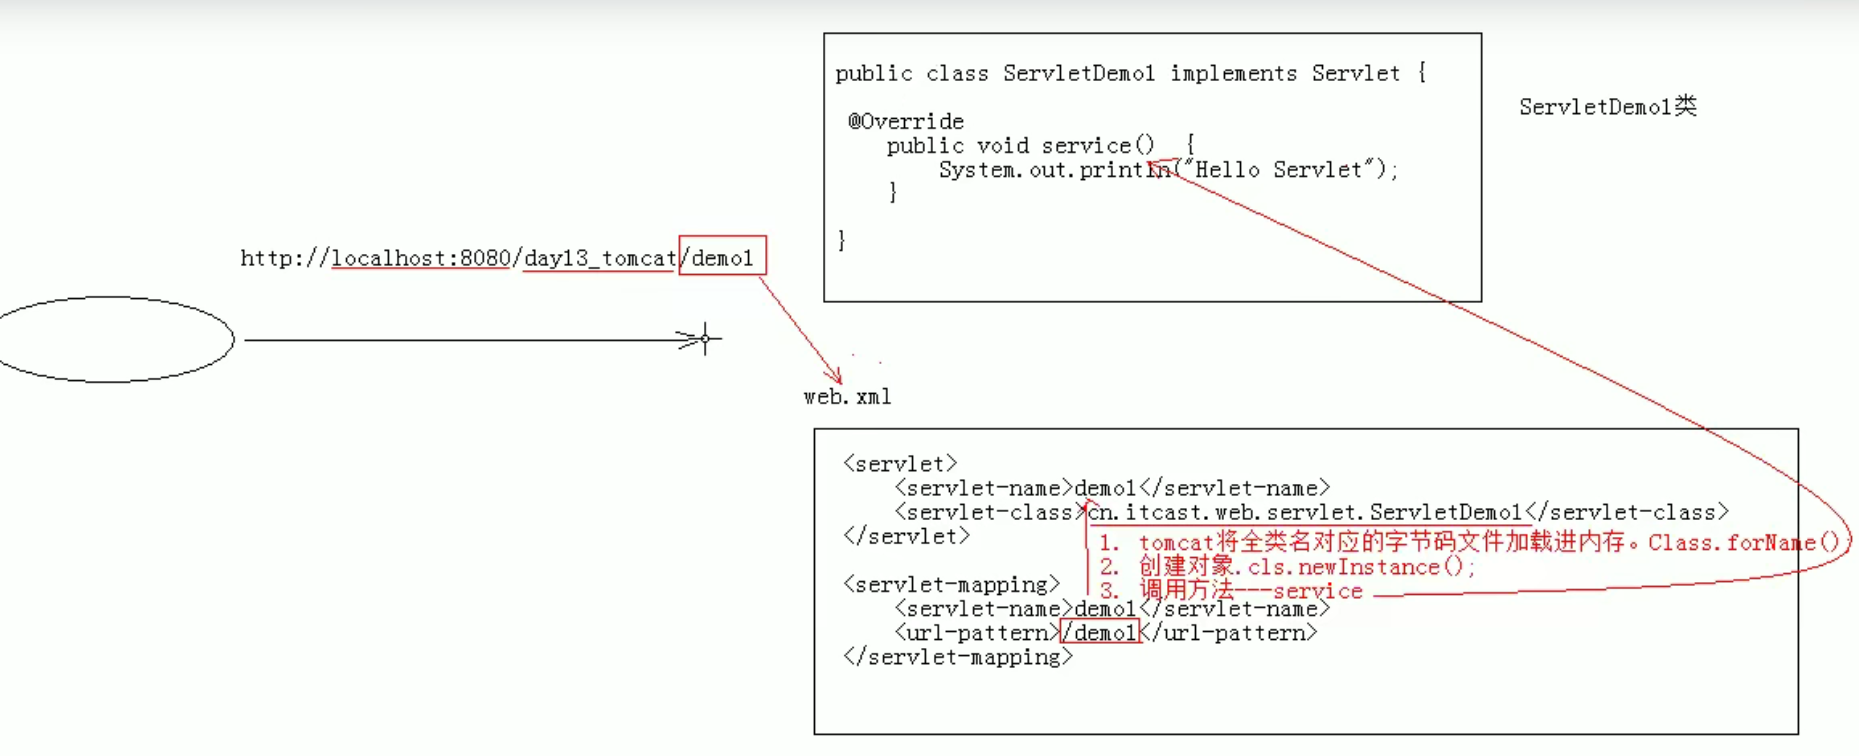 public class ServletDemo1 implements Servlet {
@Override
public void service() {
System.out.println("Hello Servlet");
}
}
ServletDemo1类
http://localhost:8080/day13_tomcat/demo1
web.xml
<servlet>
<servlet-name>demo1</servlet-name>
<servlet-class>cn.itcast.web.servlet.ServletDemo1</servlet-class>
</servlet>
1. tomcat将全类名对应的字节码文件加载进内存。Class.forName()
2. 创建对象.cls.newInstance();
3. 调用方法---service
<servlet-mapping>
<servlet-name>demo1</servlet-name>
<url-pattern>/demo1</url-pattern>
</servlet-mapping>